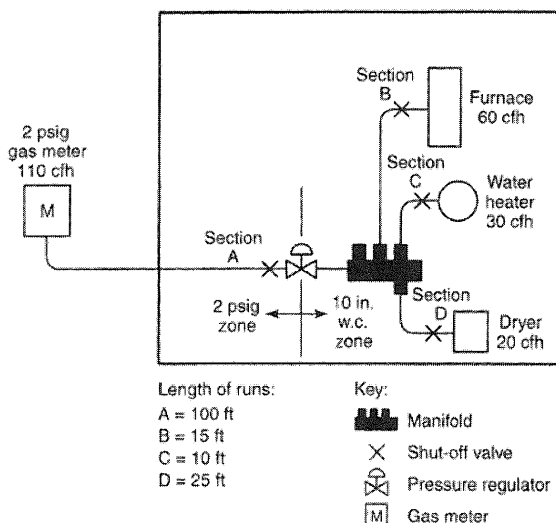 2 psig
gas meter
110 cfh
M
Section
A
2 psig
zone
10 in.
w.c.
zone
Section
B
Furnace
60 cfh
Section
C
Water
heater
30 cfh
Section
D
Dryer
20 cfh
Length of runs:
A = 100 ft
B = 15 ft
C = 10 ft
D = 25 ft
Key:
Manifold
Shut-off valve
Pressure regulator
M
Gas meter